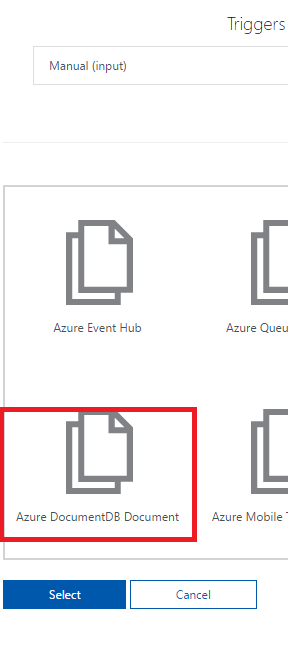 Triggers
Manual (input)
Azure Event Hub
Azure Queu
Azure DocumentDB Document
Azure Mobile T
Select
Cancel